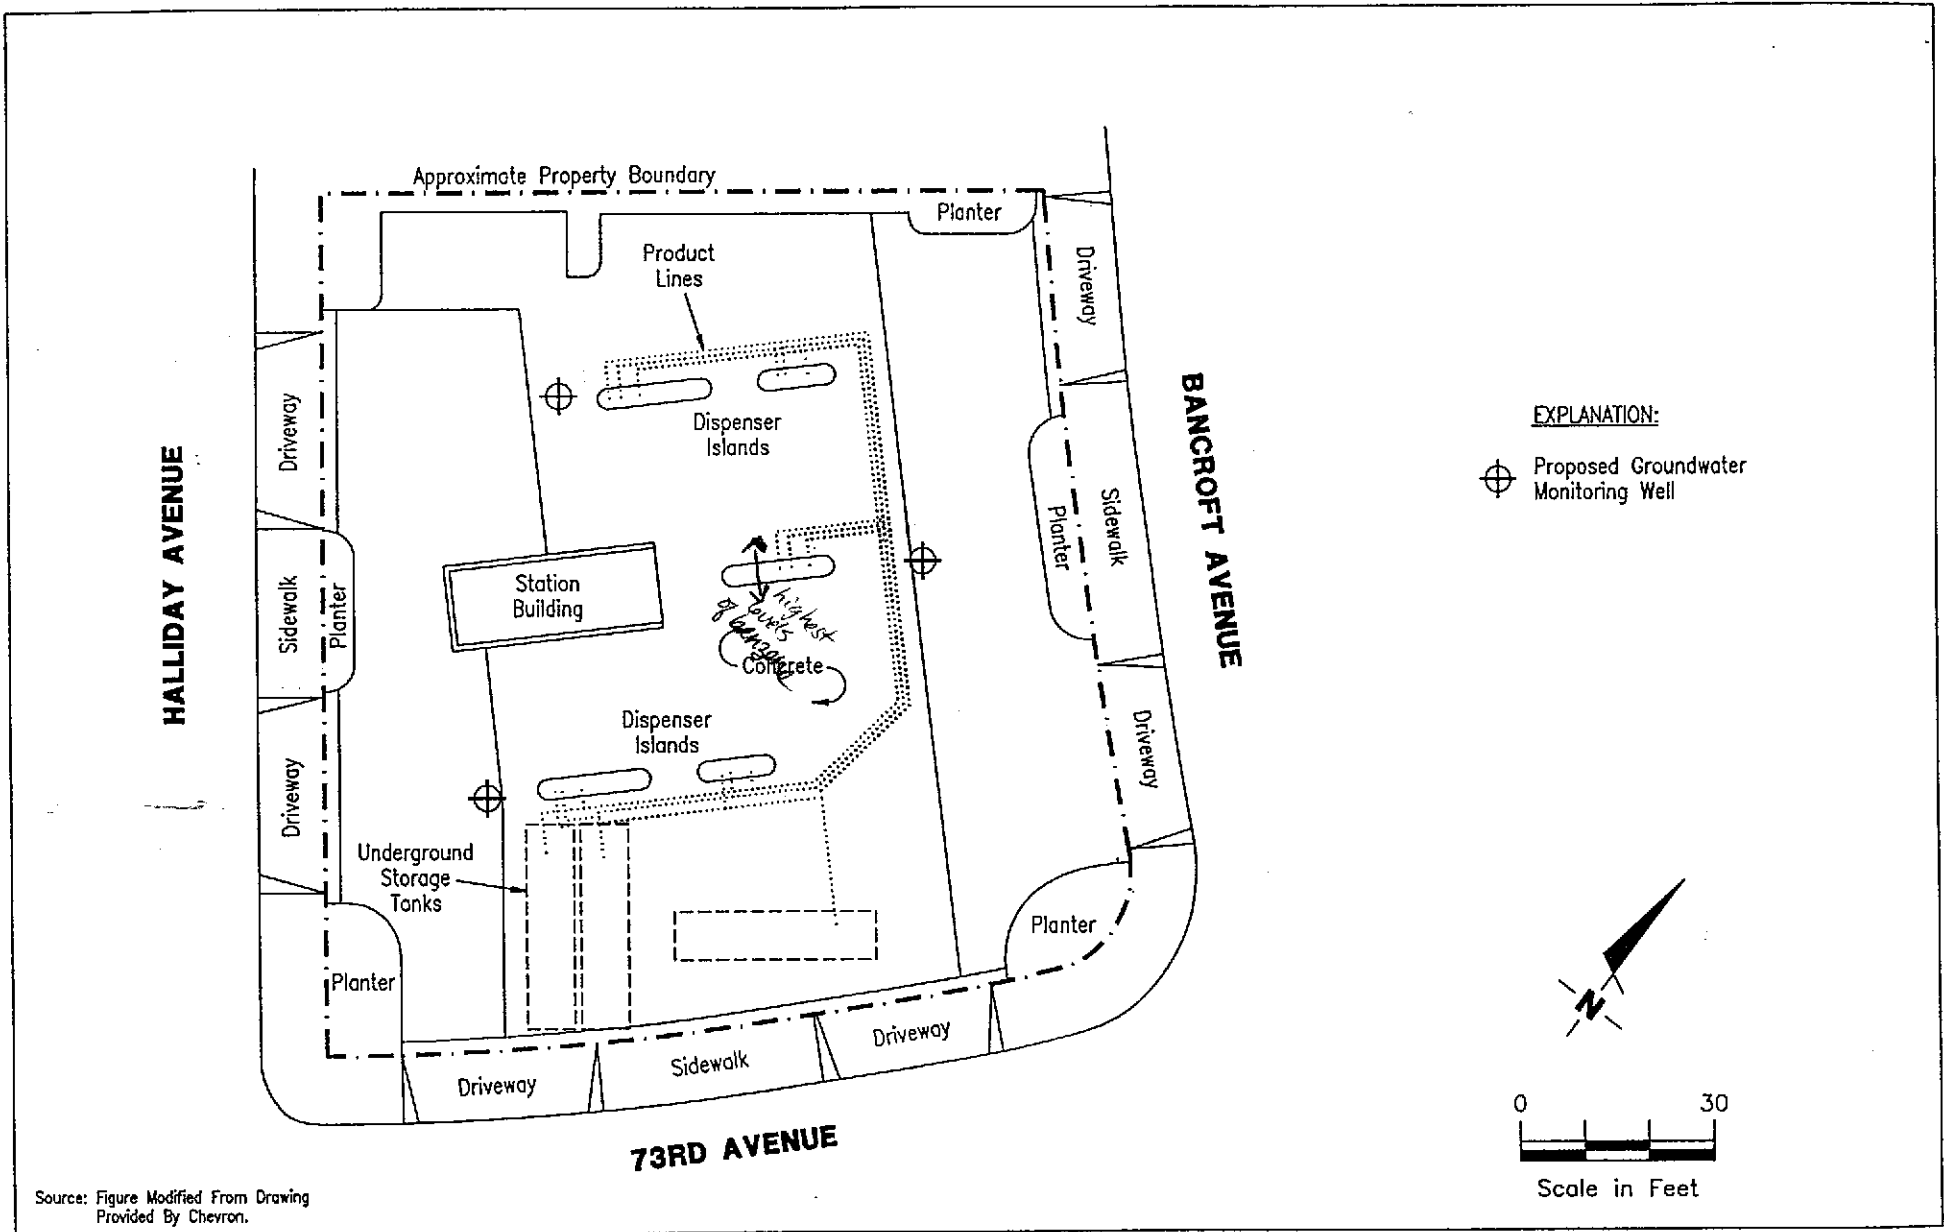 Approximate Property Boundary
Planter
Product
Lines
Driveway
Driveway
Dispenser
Islands
HALLIDAY AVENUE
BANCROFT AVENUE
EXPLANATION:
Proposed Groundwater
Monitoring Well
Sidewalk
Planter
Station
Building
Sidewalk
Planter
highest
levels
of benzene
Concrete
Dispenser
Islands
Driveway
Driveway
Underground
Storage
Tanks
Planter
Planter
N
Driveway
Sidewalk
Driveway
0 30
Scale in Feet
73RD AVENUE
Source: Figure Modified From Drawing
Provided By Chevron.